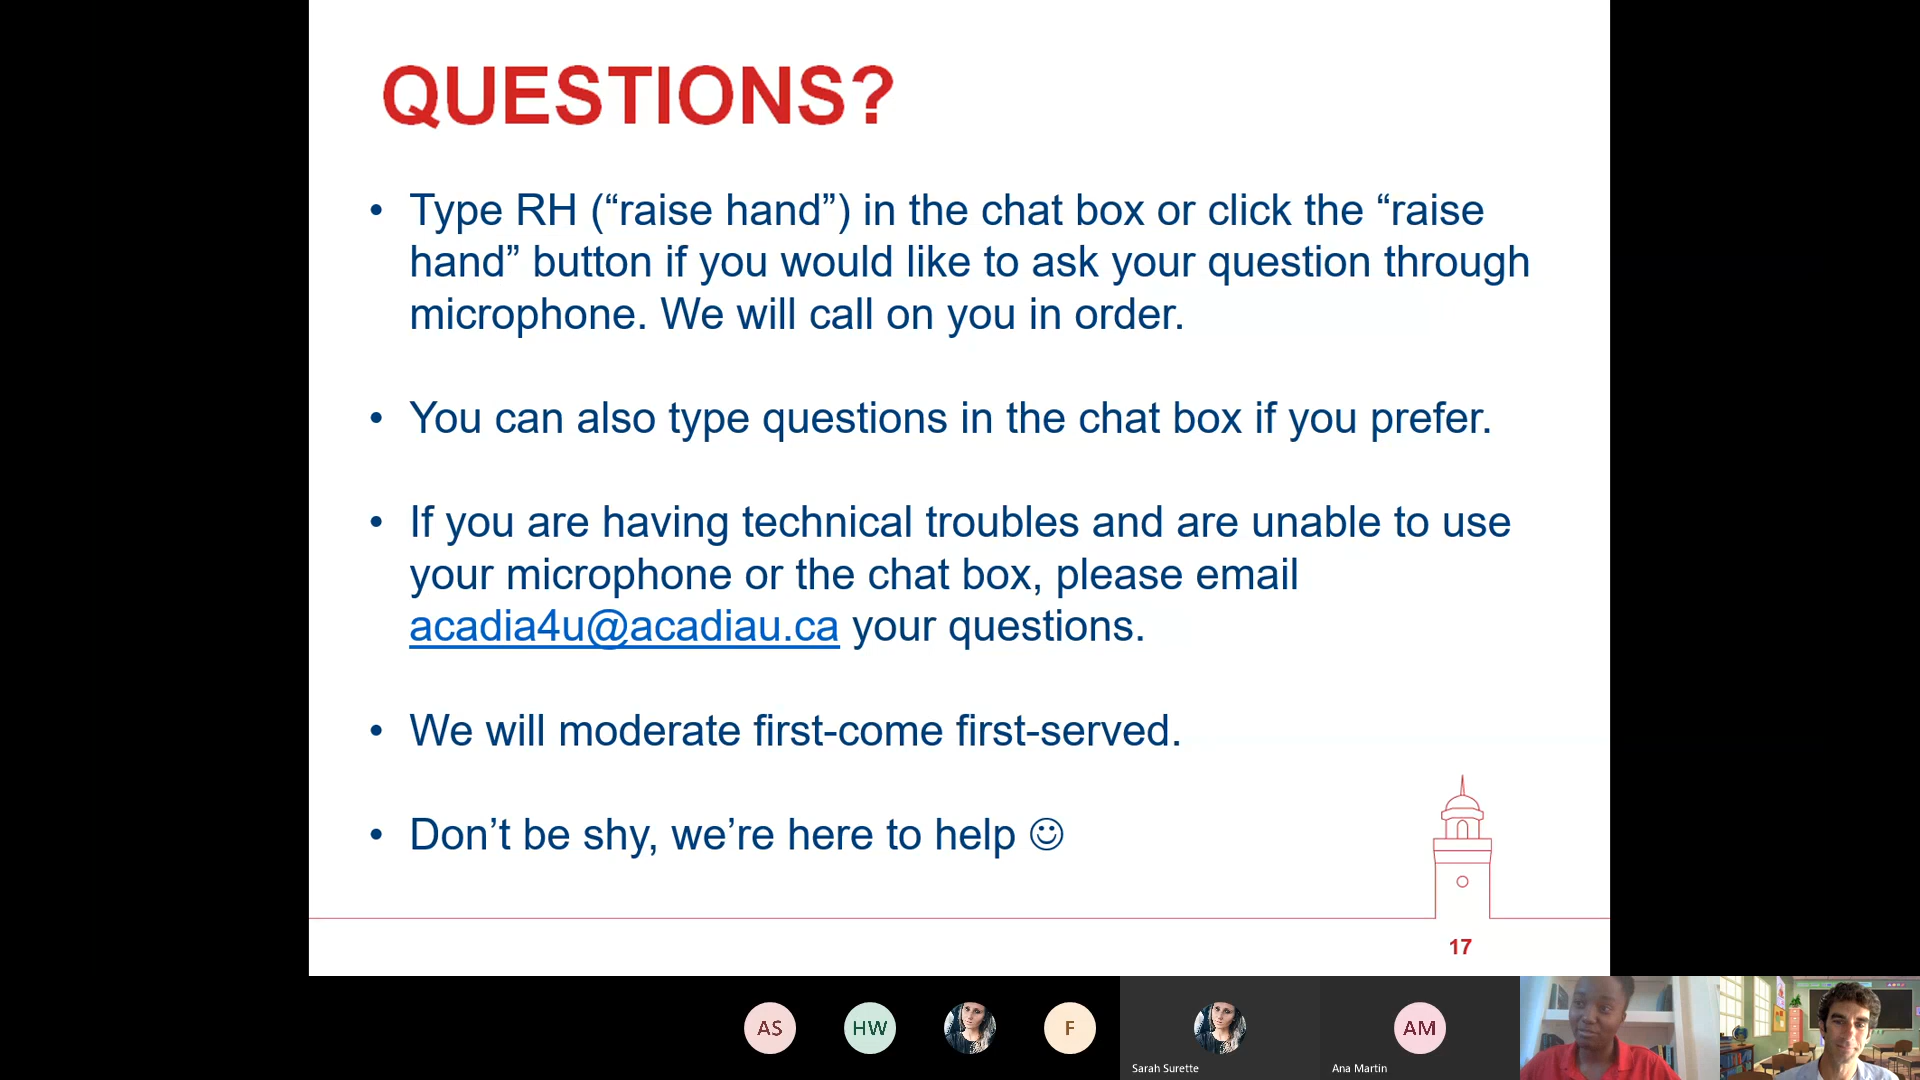 QUESTIONS?
• Type RH (“raise hand”) in the chat box or click the “raise
hand” button if you would like to ask your question through
microphone. We will call on you in order.
• You can also type questions in the chat box if you prefer.
• If you are having technical troubles and are unable to use
your microphone or the chat box, please email
acadia4u@acadiau.ca your questions.
• We will moderate first-come first-served.
• Don’t be shy, we’re here to help ☺
17
AS
HW
F
Sarah Surette
AM
Ana Martin